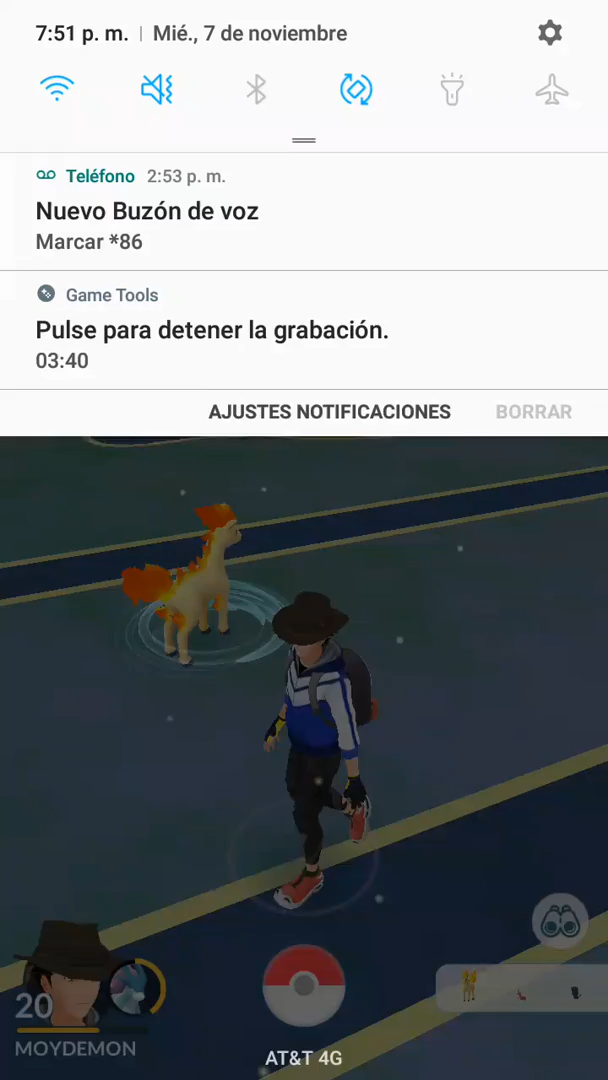 7:51 p. m. | Mié., 7 de noviembre
Teléfono 2:53 p. m.
Nuevo Buzón de voz
Marcar *86
Game Tools
Pulse para detener la grabación.
03:40
AJUSTES NOTIFICACIONES BORRAR
20
MOYDEMON
AT&T 4G